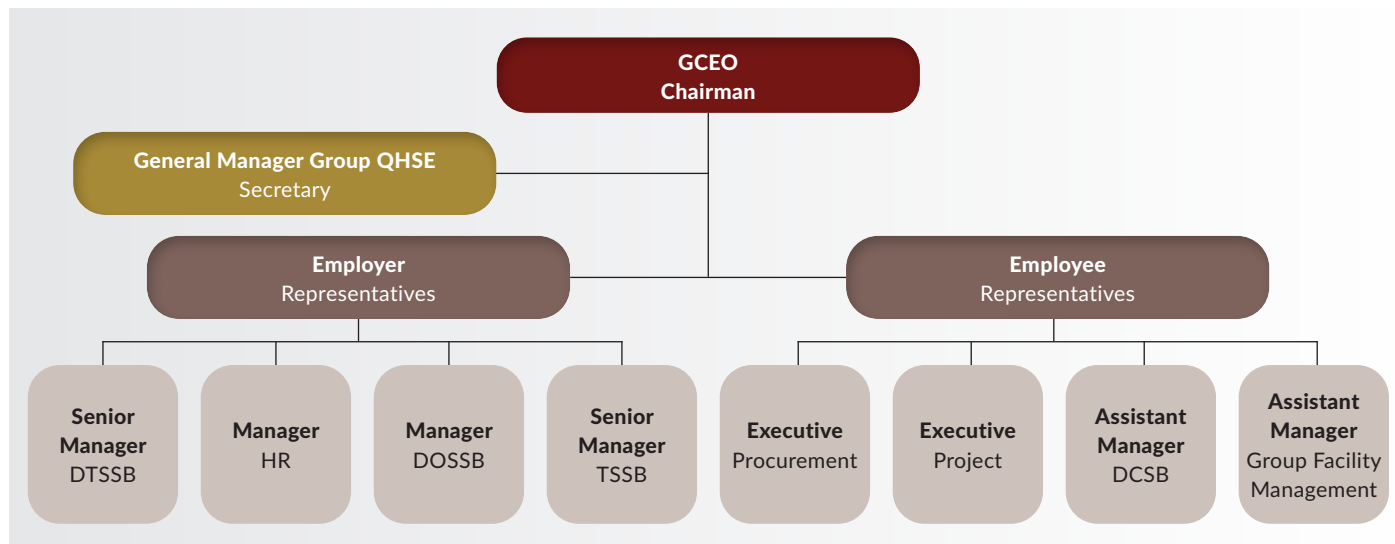 GCEO
Chairman
General Manager Group QHSE
Secretary
Employer
Representatives
Employee
Representatives
Senior
Manager
DTSSB
Manager
HR
Manager
DOSSB
Senior
Manager
TSSB
Executive
Procurement
Executive
Project
Assistant
Manager
DCSB
Assistant
Manager
Group Facility
Management